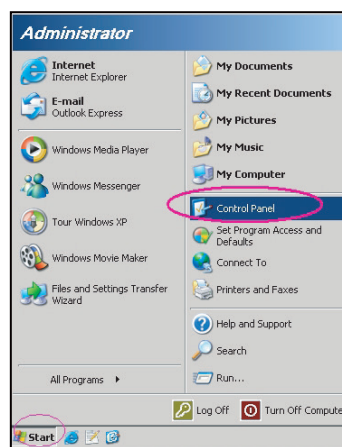 Administrator
Internet
Internet Explorer
E-mail
Outlook Express
Windows Media Player
Windows Messenger
Tour Windows XP
Windows Movie Maker
Files and Settings Transfer
Wizard
All Programs
My Documents
My Recent Documents
My Pictures
My Music
My Computer
Control Panel
Set Program Access and
Defaults
Connect To
Printers and Faxes
Help and Support
Search
Run...
Log Off Turn Off Compute
Start